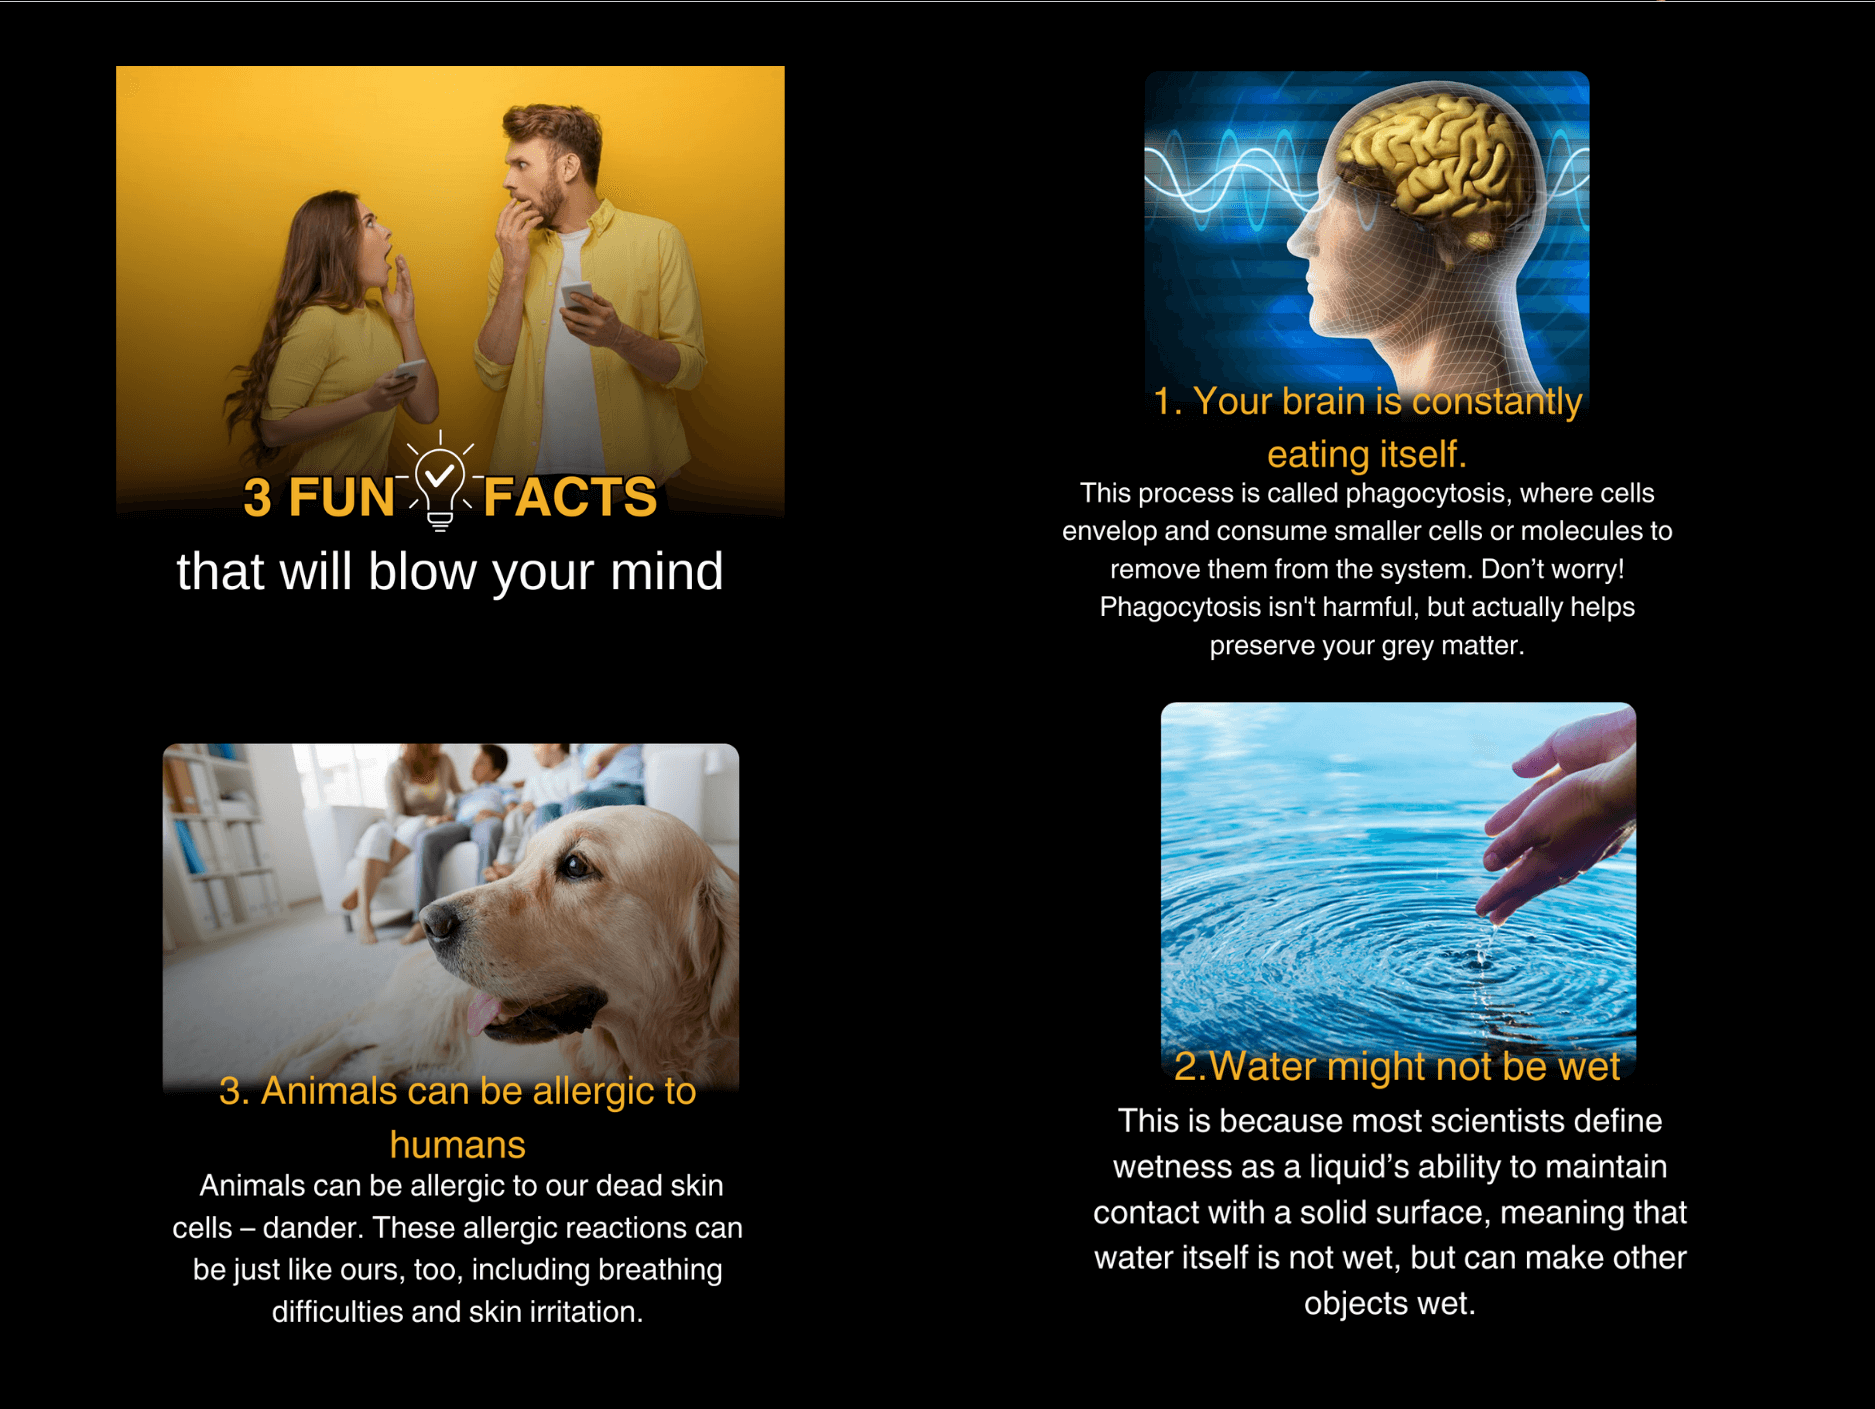 3 FUN FACTS
that will blow your mind
1. Your brain is constantly
eating itself.
This process is called phagocytosis, where cells
envelop and consume smaller cells or molecules to
remove them from the system. Don’t worry!
Phagocytosis isn't harmful, but actually helps
preserve your grey matter.
2.Water might not be wet
This is because most scientists define
wetness as a liquid’s ability to maintain
contact with a solid surface, meaning that
water itself is not wet, but can make other
objects wet.
3. Animals can be allergic to
humans
Animals can be allergic to our dead skin
cells – dander. These allergic reactions can
be just like ours, too, including breathing
difficulties and skin irritation.